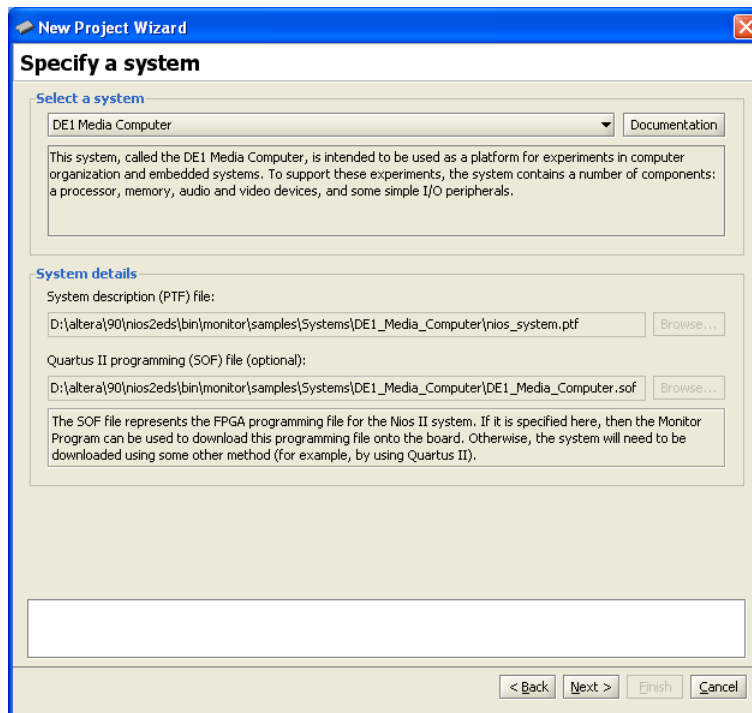 New Project Wizard
Specify a system
Select a system
DE1 Media Computer
Documentation
This system, called the DE1 Media Computer, is intended to be used as a platform for experiments in computer
organization and embedded systems. To support these experiments, the system contains a number of components:
a processor, memory, audio and video devices, and some simple I/O peripherals.
System details
System description (PTF) file:
D:\altera\90\nios2eds\bin\monitor\samples\Systems\DE1_Media_Computer\nios_system.ptf
Browse...
Quartus II programming (SOF) file (optional):
D:\altera\90\nios2eds\bin\monitor\samples\Systems\DE1_Media_Computer\DE1_Media_Computer.sof
Browse...
The SOF file represents the FPGA programming file for the Nios II system. If it is specified here, then the Monitor
Program can be used to download this programming file onto the board. Otherwise, the system will need to be
downloaded using some other method (for example, by using Quartus II).
< Back
Next >
Finish
Cancel